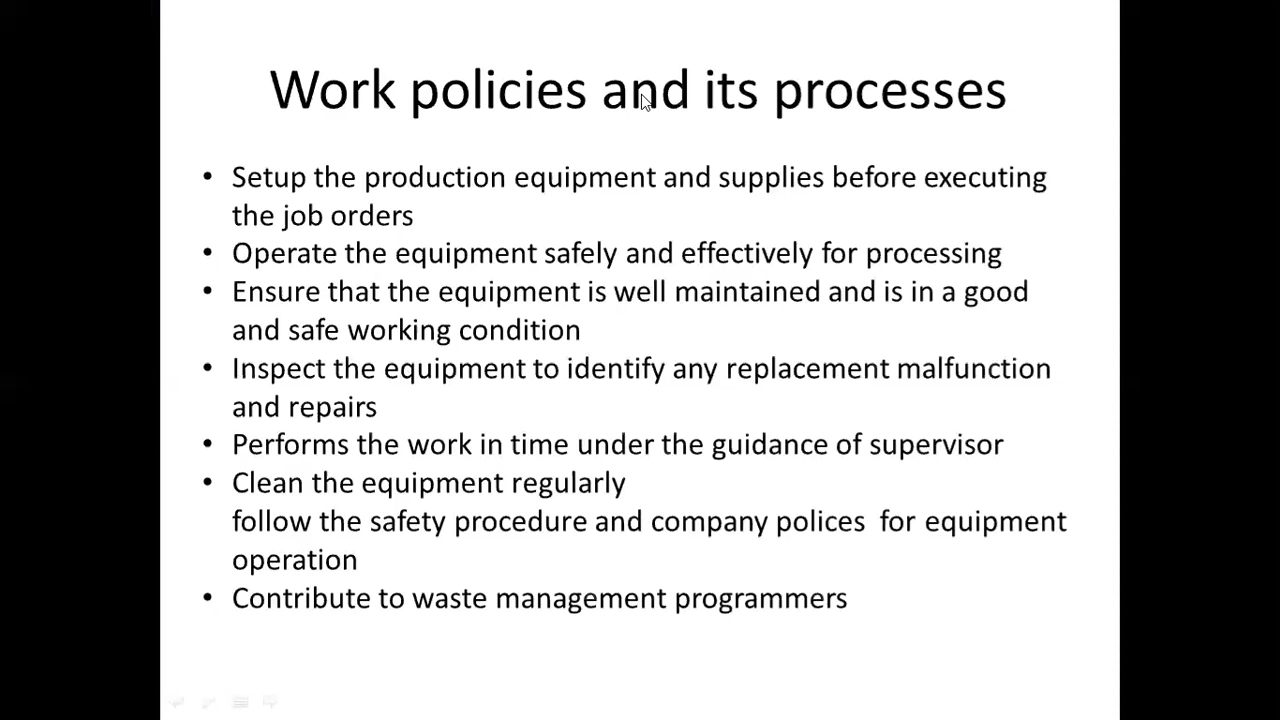 Work policies and its processes
• Setup the production equipment and supplies before executing
the job orders
• Operate the equipment safely and effectively for processing
• Ensure that the equipment is well maintained and is in a good
and safe working condition
• Inspect the equipment to identify any replacement malfunction
and repairs
• Performs the work in time under the guidance of supervisor
• Clean the equipment regularly
follow the safety procedure and company polices for equipment
operation
• Contribute to waste management programmers